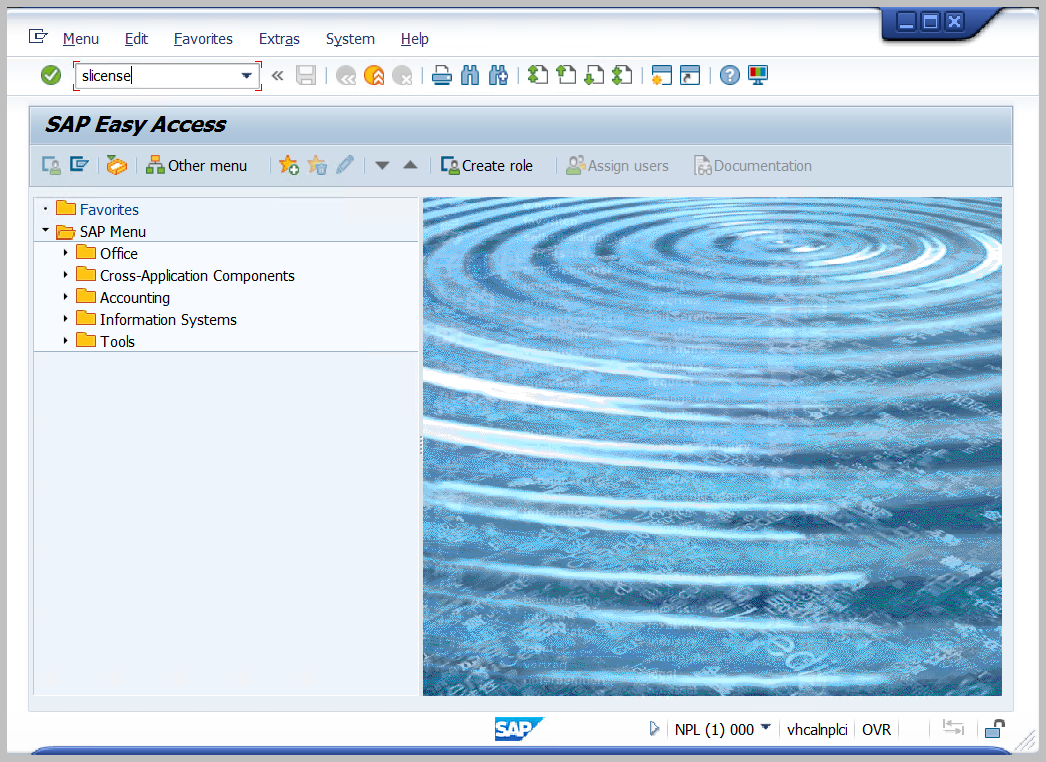 Menu Edit Favorites Extras System Help
slicense
SAP Easy Access
Other menu Create role Assign users Documentation
Favorites
SAP Menu
Office
Cross-Application Components
Accounting
Information Systems
Tools
SAP NPL (1) 000 vhcalnplci OVR